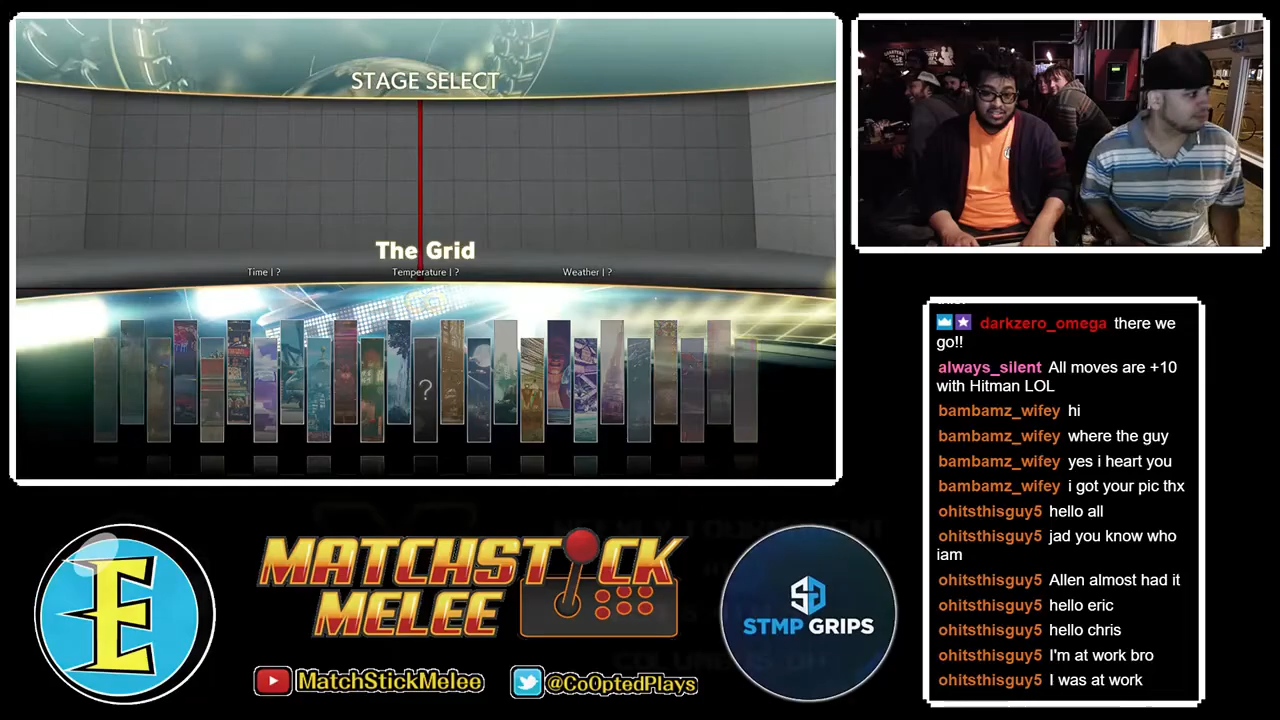 STAGE SELECT
The Grid
Time | ?
Temperature | ?
Weather | ?
?
darkzero_omega there we
go!!
always_silent All moves are +10
with Hitman LOL
bambamz_wifey hi
bambamz_wifey where the guy
bambamz_wifey yes i heart you
bambamz_wifey i got your pic thx
ohitsthisguy5 hello all
ohitsthisguy5 jad you know who
iam
ohitsthisguy5 Allen almost had it
ohitsthisguy5 hello eric
ohitsthisguy5 hello chris
ohitsthisguy5 I'm at work bro
ohitsthisguy5 I was at work
E
MATCHSTICK
MELEE
STMP GRIPS
MatchStickMelee
@CoOptedPlays